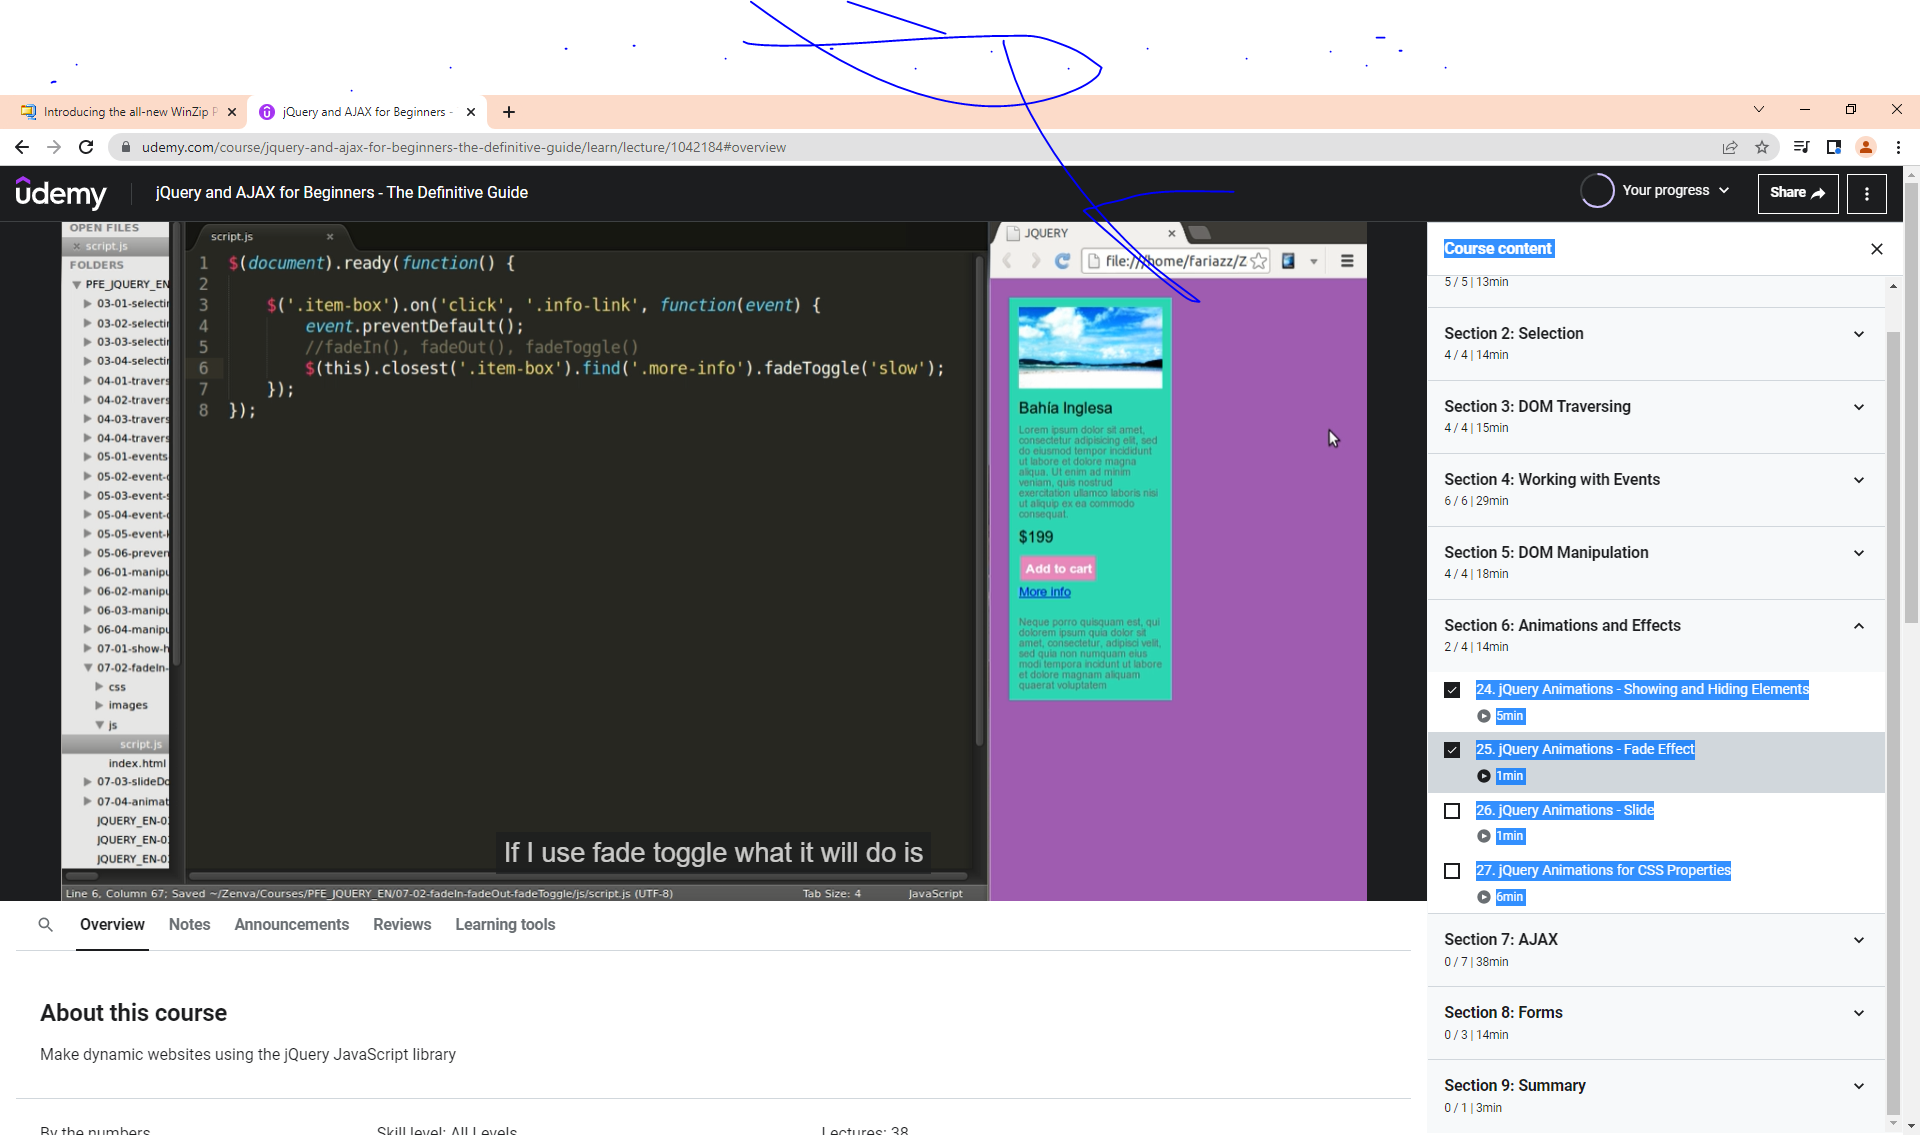 Introducing the all-new WinZip P
jQuery and AJAX for Beginners -
udemy.com/course/jquery-and-ajax-for-beginners-the-definitive-guide/learn/lecture/1042184#overview
udemy
jQuery and AJAX for Beginners - The Definitive Guide
Your progress
Share
OPEN FILES
script.js
FOLDERS
PFE_JQUERY_EN
03-01-selectin
03-02-selectin
03-03-selectin
03-04-selectin
04-01-travers
04-02-travers
04-03-travers
04-04-travers
05-01-events-
05-02-event-
05-03-event-s
05-04-event-
05-05-event-
05-06-preven
06-01-manipu
06-02-manipu
06-03-manipu
06-04-manipu
07-01-show-h
07-02-fadeIn-
css
images
js
script.js
index.html
07-03-slideDo
07-04-animat
JQUERY_EN-0
JQUERY_EN-0
JQUERY_EN-0
script.js
1 $(document).ready(function() {
2
3 $('.item-box').on('click', '.info-link', function(event) {
4 event.preventDefault();
5 //fadeIn(), fadeOut(), fadeToggle()
6 $(this).closest('.item-box').find('.more-info').fadeToggle('slow');
7 });
8 });
If I use fade toggle what it will do is
Line 6, Column 67; Saved ~/Zenva/Courses/PFE_JQUERY_EN/07-02-fadeIn-fadeOut-fadeToggle/js/script.js (UTF-8)
Tab Size: 4
JavaScript
JQUERY
file:///home/fariazz/Z
Bahía Inglesa
Lorem ipsum dolor sit amet,
consectetur adipisicing elit, sed
do eiusmod tempor incididunt
ut labore et dolore magna
aliqua. Ut enim ad minim
veniam, quis nostrud
exercitation ullamco laboris nisi
ut aliquip ex ea commodo
consequat.
$199
Add to cart
More info
Neque porro quisquam est, qui
dolorem ipsum quia dolor sit
amet, consectetur, adipisci velit,
sed quia non numquam eius
modi tempora incidunt ut labore
et dolore magnam aliquam
quaerat voluptatem
Course content
5 / 5 | 13min
Section 2: Selection
4 / 4 | 14min
Section 3: DOM Traversing
4 / 4 | 15min
Section 4: Working with Events
6 / 6 | 29min
Section 5: DOM Manipulation
4 / 4 | 18min
Section 6: Animations and Effects
2 / 4 | 14min
24. jQuery Animations - Showing and Hiding Elements
5min
25. jQuery Animations - Fade Effect
1min
26. jQuery Animations - Slide
1min
27. jQuery Animations for CSS Properties
6min
Section 7: AJAX
0 / 7 | 38min
Section 8: Forms
0 / 3 | 14min
Section 9: Summary
0 / 1 | 3min
Overview
Notes
Announcements
Reviews
Learning tools
About this course
Make dynamic websites using the jQuery JavaScript library
By the numbers
Skill level: All Levels
Lectures: 38